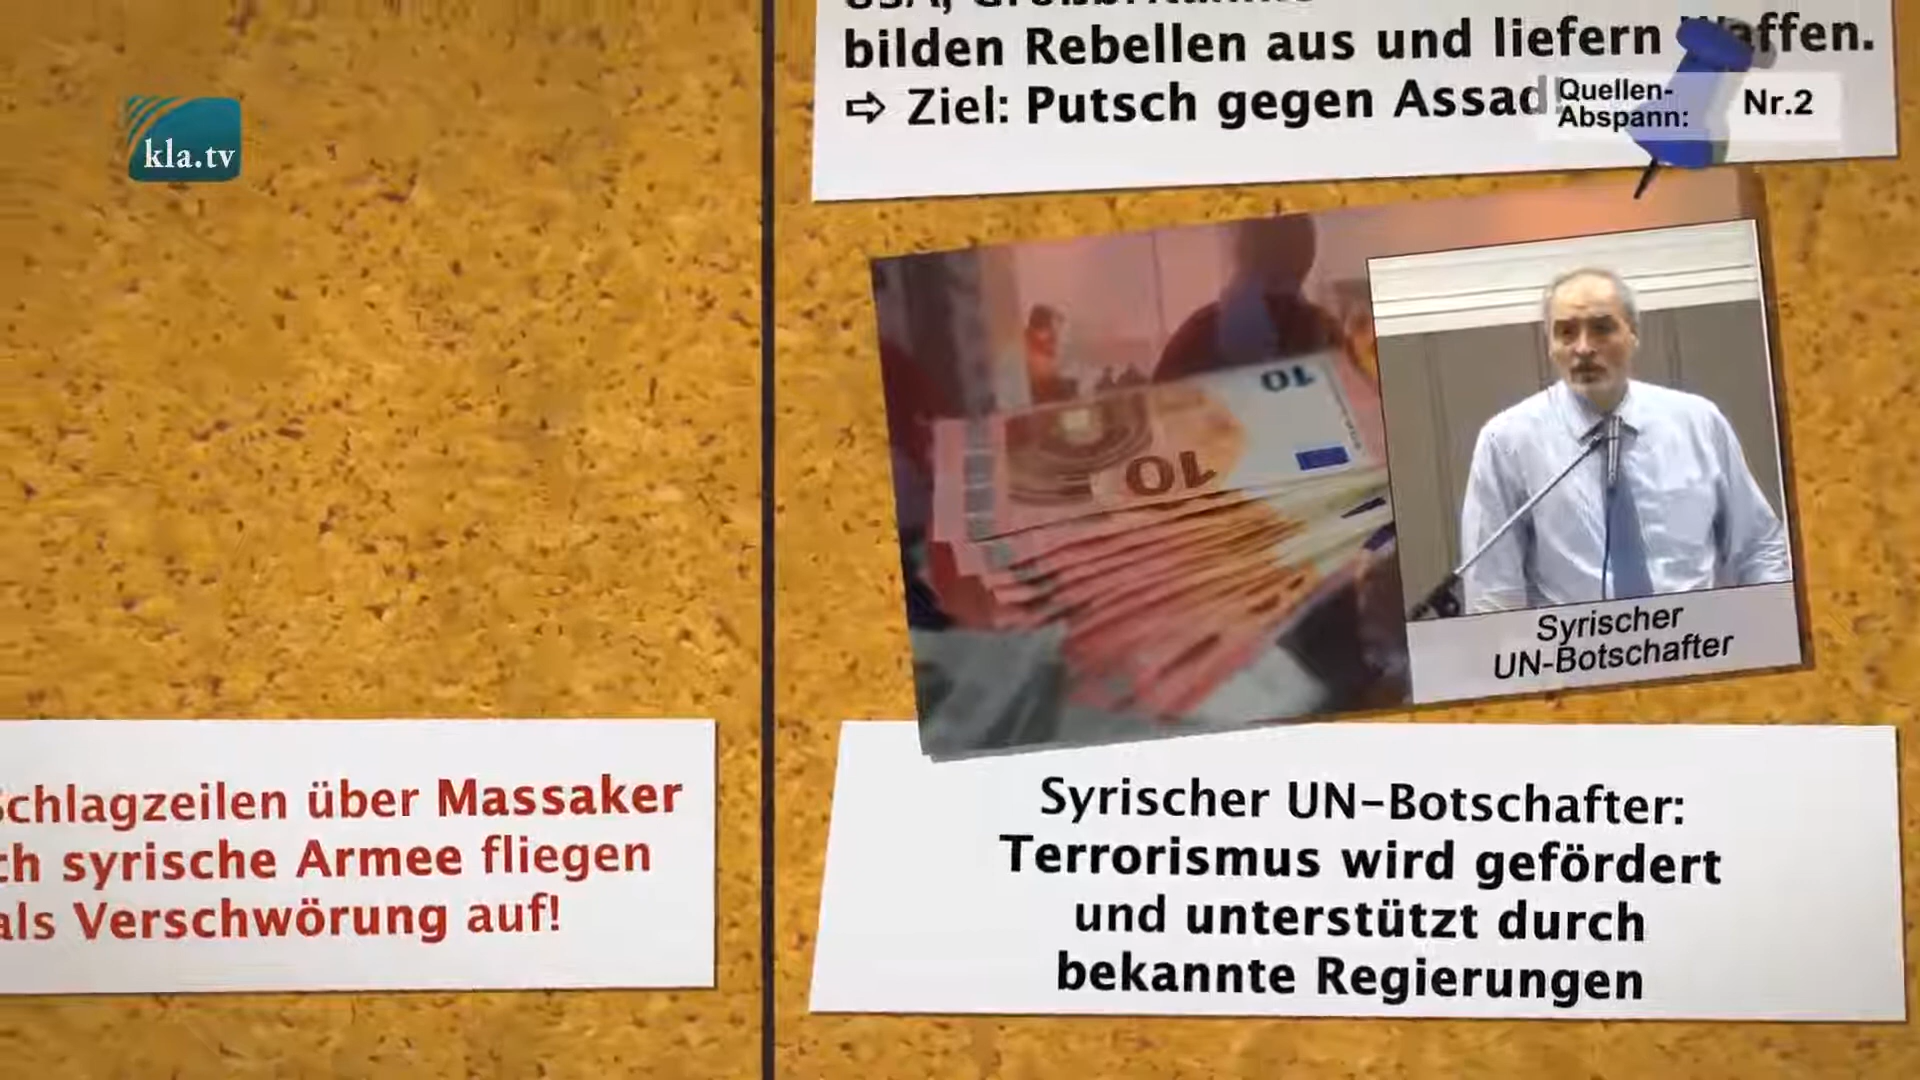 kla.tv
bilden Rebellen aus und liefern
⇨ Ziel: Putsch gegen Assad
Quellen-
Abspann: Nr.2
10
10
Syrischer
UN-Botschafter
Schlagzeilen über Massaker
syrische Armee fliegen
als Verschwörung auf!
Syrischer UN-Botschafter:
Terrorismus wird gefördert
und unterstützt durch
bekannte Regierungen